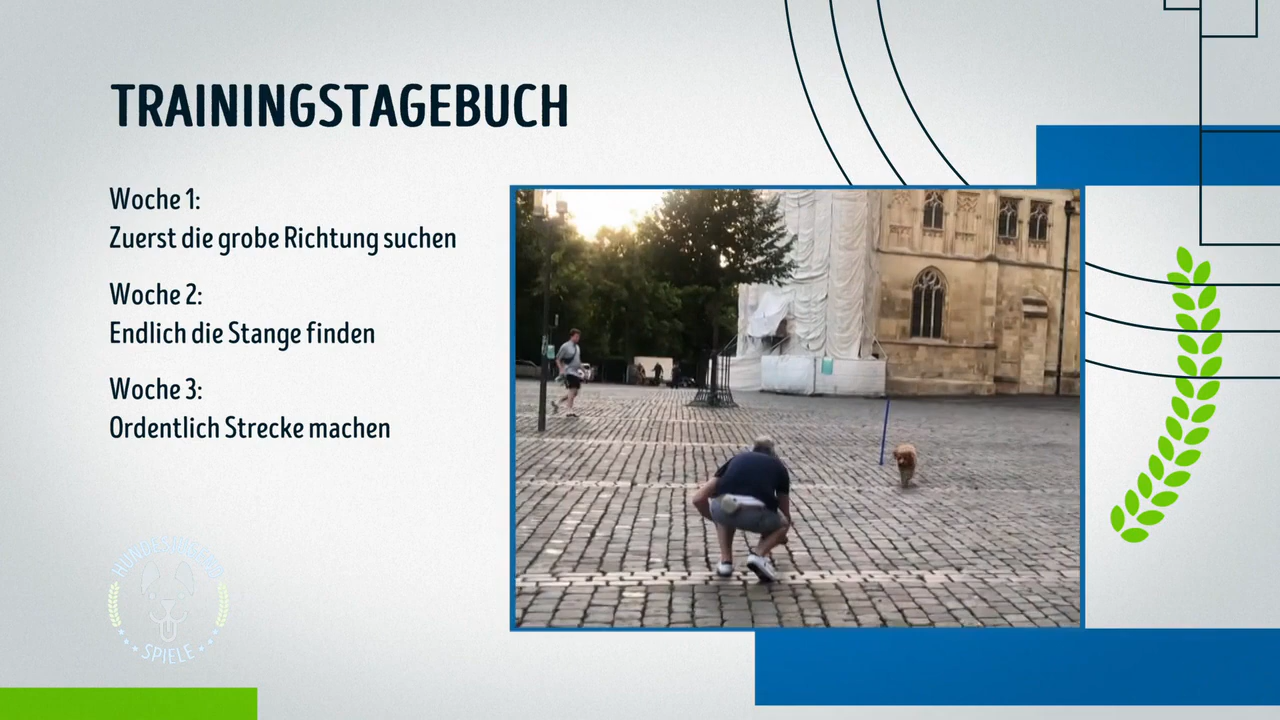 TRAININGSTAGEBUCH
Woche 1:
Zuerst die grobe Richtung suchen
Woche 2:
Endlich die Stange finden
Woche 3:
Ordentlich Strecke machen
SPIELE